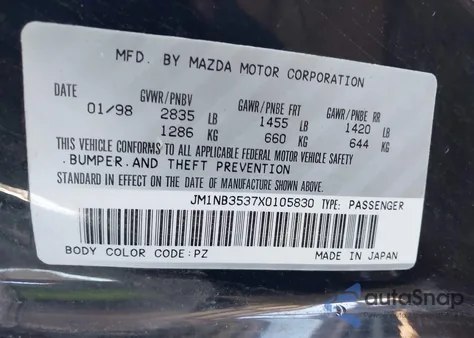 MFD. BY MAZDA MOTOR CORPORATION
DATE GVWR/PNBV GAWR/PNBE FRT GAWR/PNBE RR
01/98 2835 LB 1455 LB 1420 LB
1286 KG 660 KG 644 KG
THIS VEHICLE CONFORMS TO ALL APPLICABLE FEDERAL MOTOR VEHICLE SAFETY
.BUMPER.AND THEFT PREVENTION
STANDARD IN EFFECT ON THE DATE OF MANUFACTURE SHOWN ABOVE.
JM1NB3537X0105830 TYPE: PASSENGER
BODY COLOR CODE:PZ MADE IN JAPAN
autoSnap